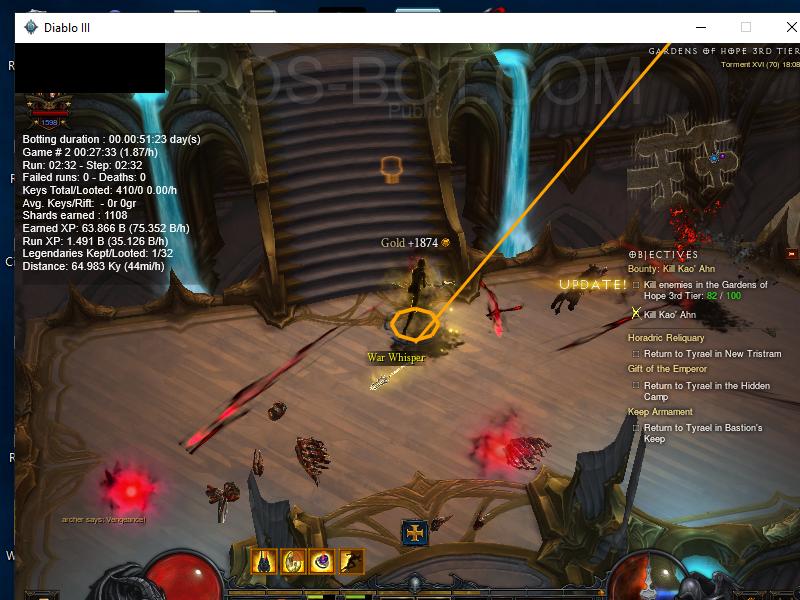 Diablo III
GARDENS OF HOPE 3RD TIER
Torment XVI (70) 18:08
ROS-BOT.COM
Public
1598
Botting duration : 00.00:51:23 day(s)
Game # 2 00:27:33 (1.87/h)
Run: 02:32 - Step: 02:32
Failed runs: 0 - Deaths: 0
Keys Total/Looted: 410/0 0.00/h
Avg. Keys/Rift: - 0r 0gr
Shards earned : 1108
Earned XP: 63.866 B (75.352 B/h)
Run XP: 1.491 B (35.126 B/h)
Legendaries Kept/Looted: 1/32
Distance: 64.983 Ky (44mi/h)
Gold +1874
OBJECTIVES
Bounty: Kill Kao' Ahn
UPDATE!
Kill enemies in the Gardens of
Hope 3rd Tier: 82 / 100
Kill Kao' Ahn
Horadric Reliquary
Return to Tyrael in New Tristram
Gift of the Emperor
Return to Tyrael in the Hidden
Camp
Keep Armament
Return to Tyrael in Bastion's
Keep
War Whisper
archer says: Vengeance!